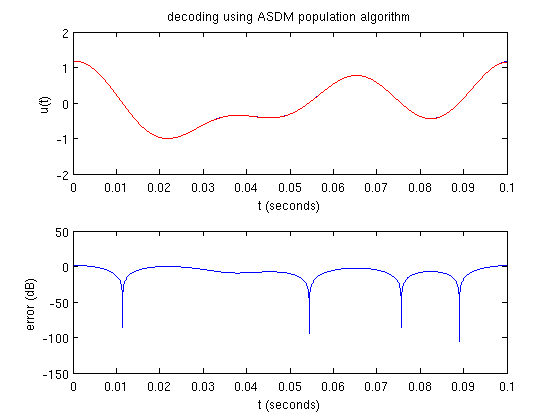 decoding using ASDM population algorithm
2
1
0
-1
-2
u(t)
0 0.01 0.02 0.03 0.04 0.05 0.06 0.07 0.08 0.09 0.1
t (seconds)
50
0
-50
-100
-150
error (dB)
0 0.01 0.02 0.03 0.04 0.05 0.06 0.07 0.08 0.09 0.1
t (seconds)